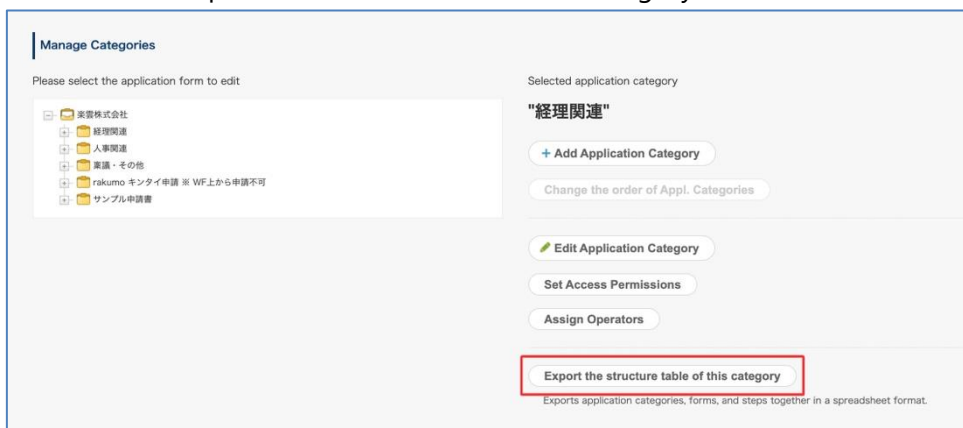 Manage Categories
Please select the application form to edit
楽雲株式会社
経理関連
人事関連
稟議・その他
rakumo キンタイ申請 ※ WF上から申請不可
サンプル申請書
Selected application category
"経理関連"
+ Add Application Category
Change the order of Appl. Categories
Edit Application Category
Set Access Permissions
Assign Operators
Export the structure table of this category
Exports application categories, forms, and steps together in a spreadsheet format.